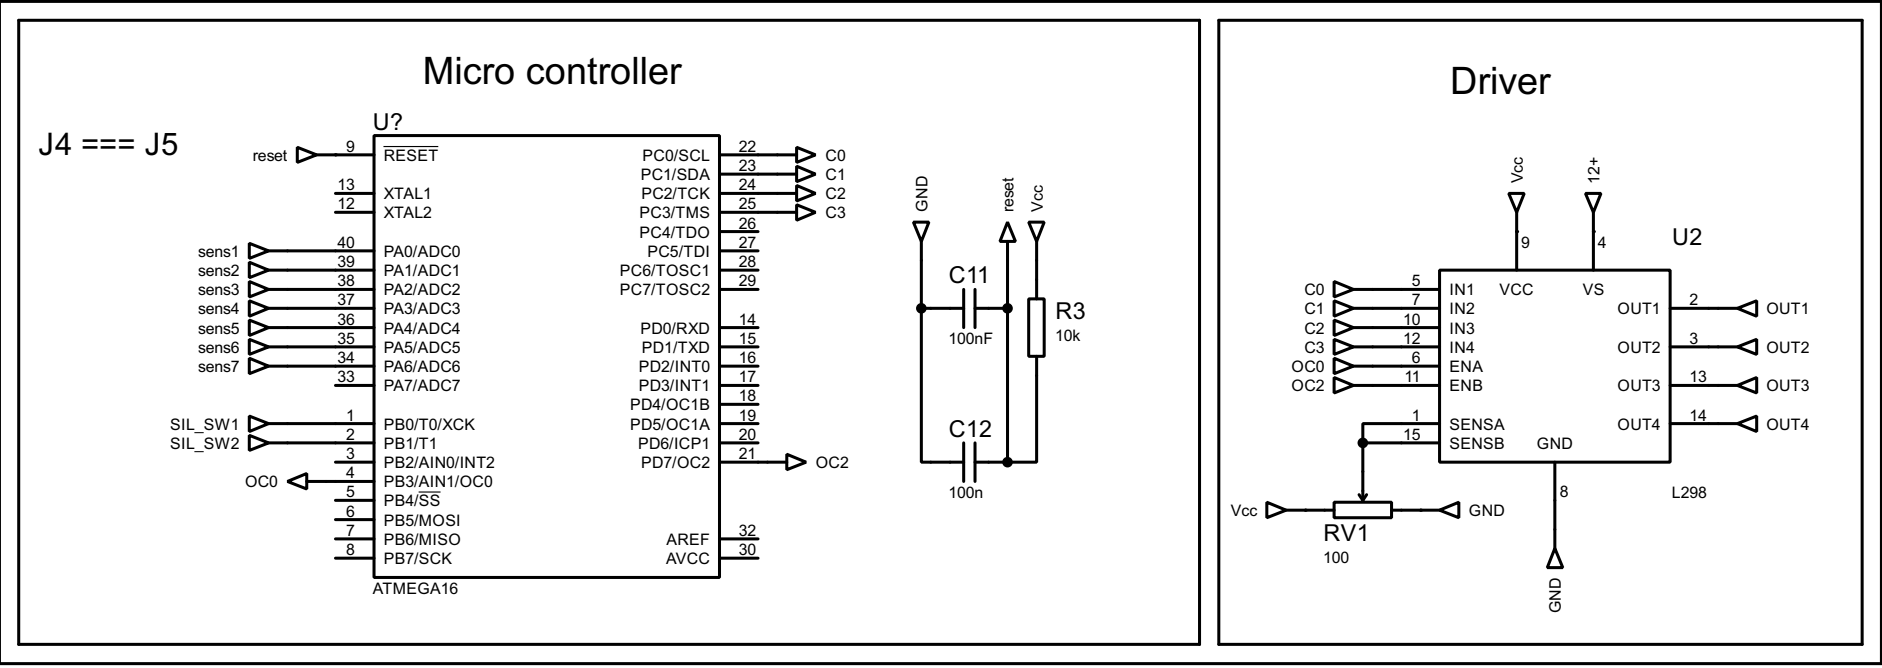 Micro controller
J4 === J5
U?
reset 9 RESET
13 XTAL1
12 XTAL2
sens1 40 PA0/ADC0
sens2 39 PA1/ADC1
sens3 38 PA2/ADC2
sens4 37 PA3/ADC3
sens5 36 PA4/ADC4
sens6 35 PA5/ADC5
sens7 34 PA6/ADC6
33 PA7/ADC7
SIL_SW1 1 PB0/T0/XCK
SIL_SW2 2 PB1/T1
3 PB2/AIN0/INT2
OC0 4 PB3/AIN1/OC0
5 PB4/SS
6 PB5/MOSI
7 PB6/MISO
8 PB7/SCK
PC0/SCL 22 C0
PC1/SDA 23 C1
PC2/TCK 24 C2
PC3/TMS 25 C3
PC4/TDO 26
PC5/TDI 27
PC6/TOSC1 28
PC7/TOSC2 29
PD0/RXD 14
PD1/TXD 15
PD2/INT0 16
PD3/INT1 17
PD4/OC1B 18
PD5/OC1A 19
PD6/ICP1 20
PD7/OC2 21 OC2
AREF 32
AVCC 30
ATMEGA16
GND
reset
Vcc
C11
100nF
R3
10k
C12
100n
Driver
Vcc
12+
9
4
U2
C0 5 IN1
C1 7 IN2
C2 10 IN3
C3 12 IN4
OC0 6 ENA
OC2 11 ENB
1 SENSA
15 SENSB
VCC
VS
OUT1 2 OUT1
OUT2 3 OUT2
OUT3 13 OUT3
OUT4 14 OUT4
GND
8
L298
Vcc
GND
RV1
100
GND